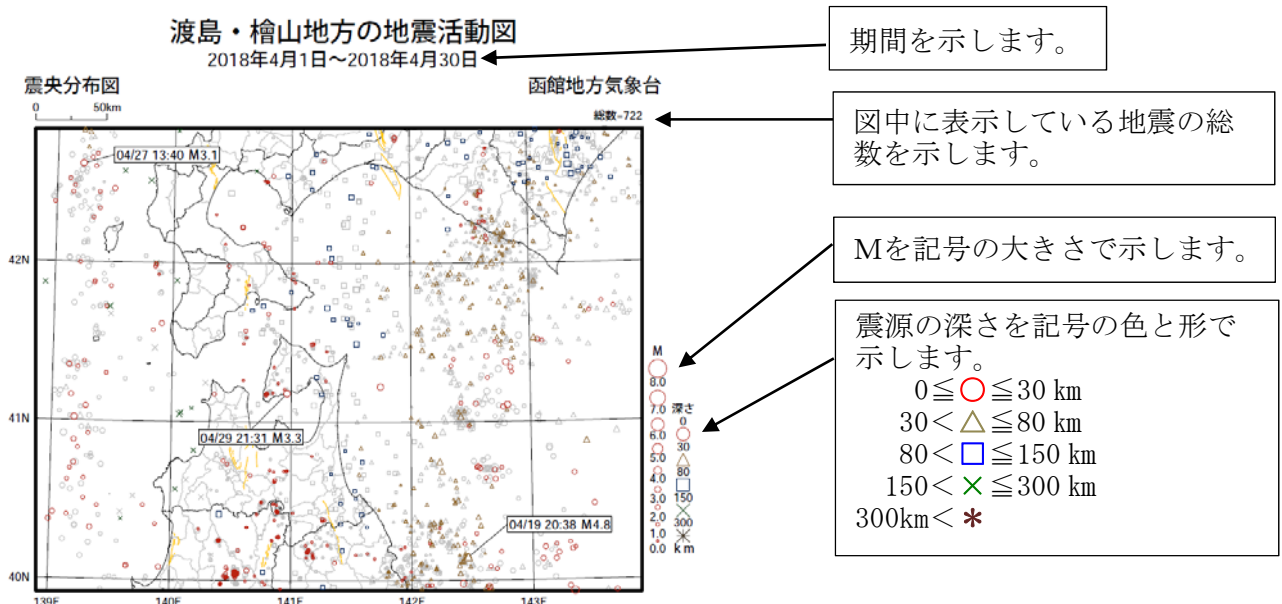 渡島・檜山地方の地震活動図
2018年4月1日～2018年4月30日
震央分布図
函館地方気象台
0 50km
総数=722
04/27 13:40 M3.1
04/29 21:31 M3.3
04/19 20:38 M4.8
42N
41N
40N
139E 140E 141E 142E 143E
M
8.0
7.0
6.0
5.0
4.0
3.0
2.0
1.0
0.0
深さ
0
30
80
150
300
km
期間を示します。
図中に表示している地震の総
数を示します。
Mを記号の大きさで示します。
震源の深さを記号の色と形で
示します。
0≦○≦30 km
30<△≦80 km
80<□≦150 km
150<×≦300 km
300km<*